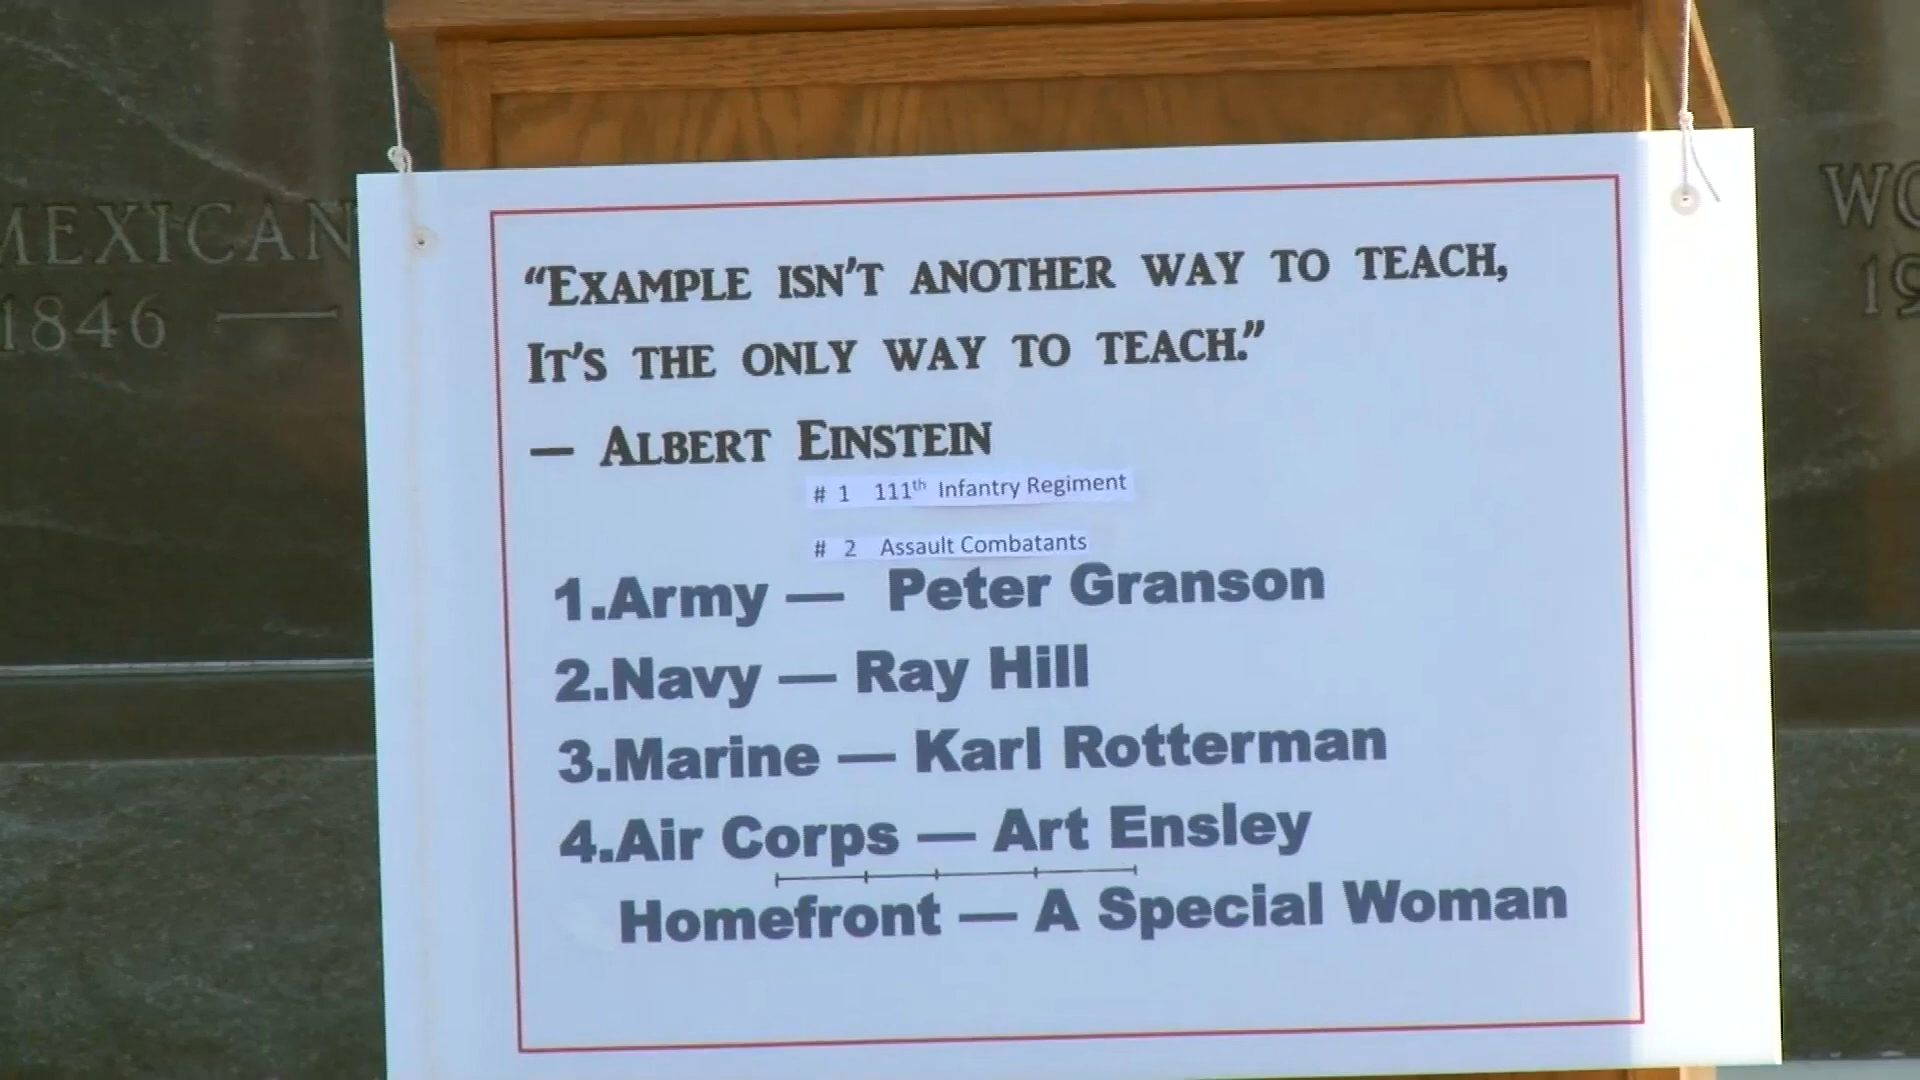 MEXICAN
1846 —
WO
19
“EXAMPLE ISN’T ANOTHER WAY TO TEACH,
IT’S THE ONLY WAY TO TEACH.”
— ALBERT EINSTEIN
# 1 111th Infantry Regiment
# 2 Assault Combatants
1.Army — Peter Granson
2.Navy — Ray Hill
3.Marine — Karl Rotterman
4.Air Corps — Art Ensley
Homefront — A Special Woman